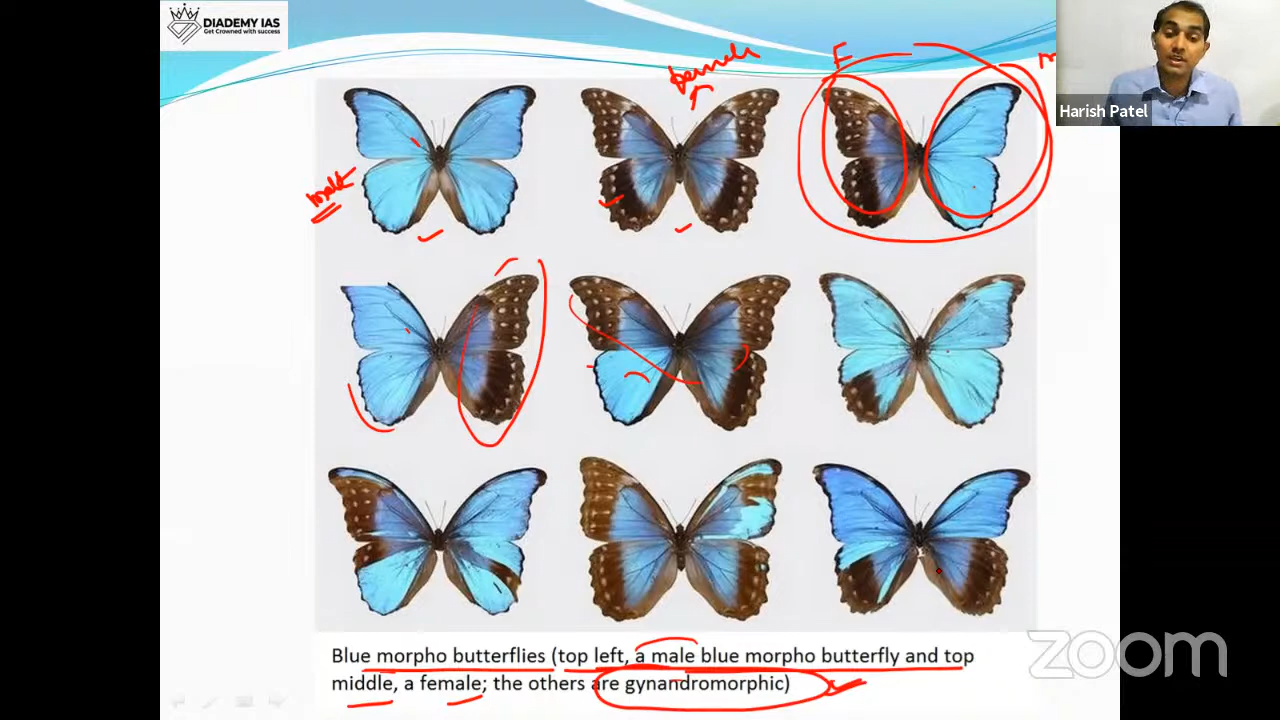 DIADEMY IAS
Get Crowned with success
female
F
m
Harish Patel
male
zoom
Blue morpho butterflies (top left, a male blue morpho butterfly and top
middle, a female; the others are gynandromorphic)